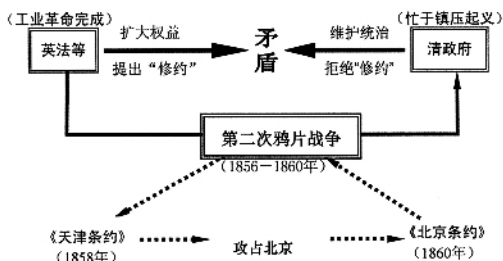 （工业革命完成）
（忙于镇压起义）
英法等
扩大权益
提出“修约”
矛
盾
维护统治
拒绝“修约”
清政府
第二次鸦片战争
（1856－1860年）
《天津条约》
（1858年）
攻占北京
《北京条约》
（1860年）